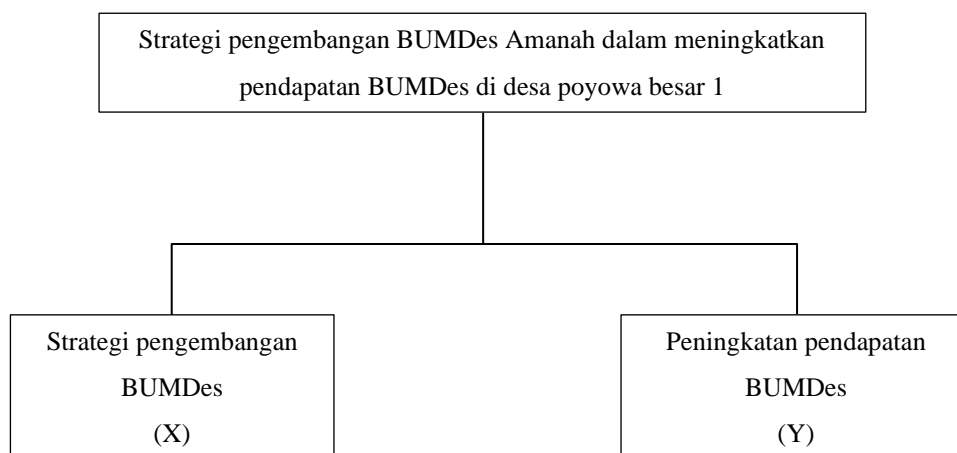 Strategi pengembangan BUMDes Amanah dalam meningkatkan
pendapatan BUMDes di desa poyowa besar 1
Strategi pengembangan
BUMDes
(X)
Peningkatan pendapatan
BUMDes
(Y)